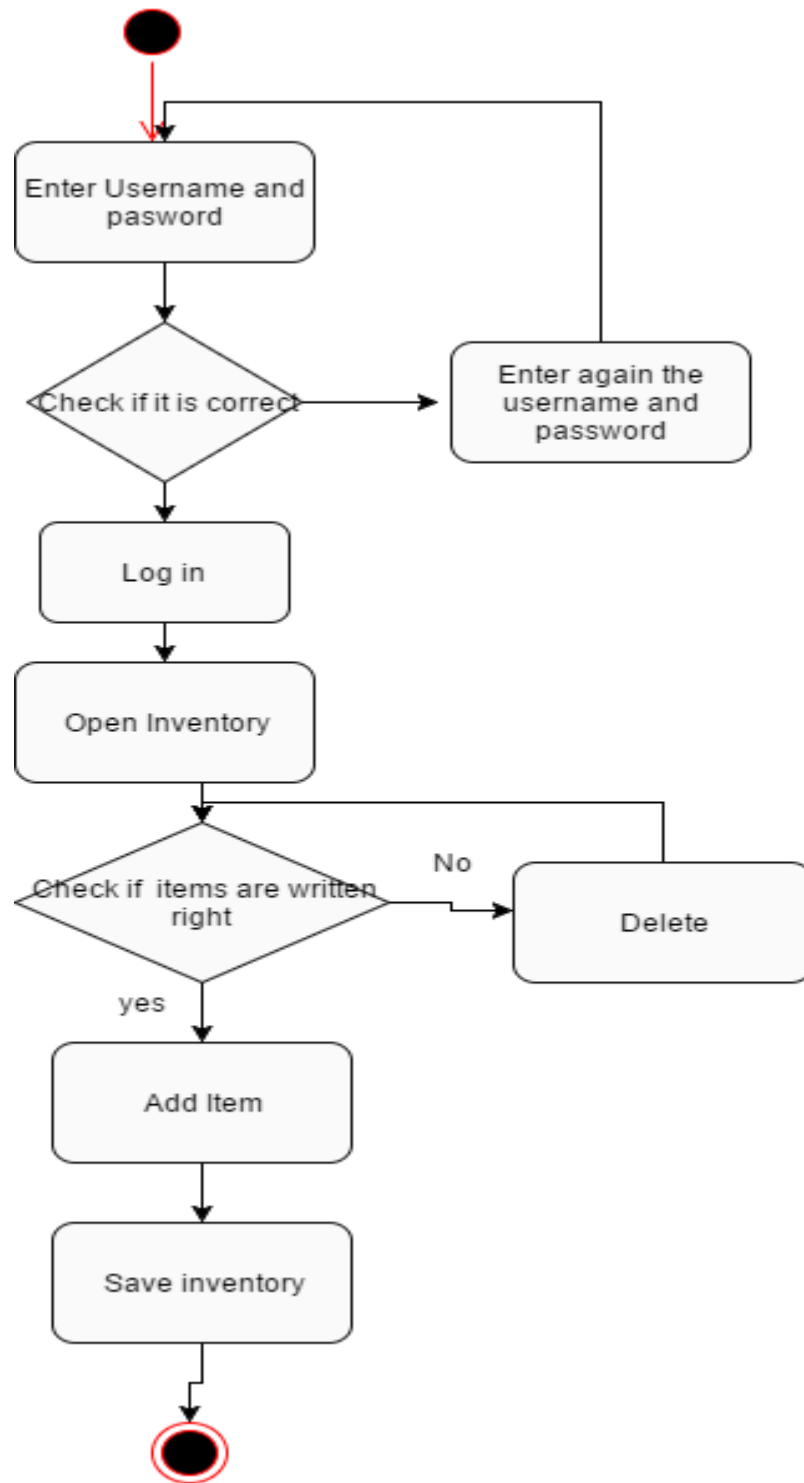 Enter Username and
pasword
Check if it is correct
Enter again the
username and
password
Log in
Open Inventory
Check if  items are written
right
No
Delete
yes
Add Item
Save inventory